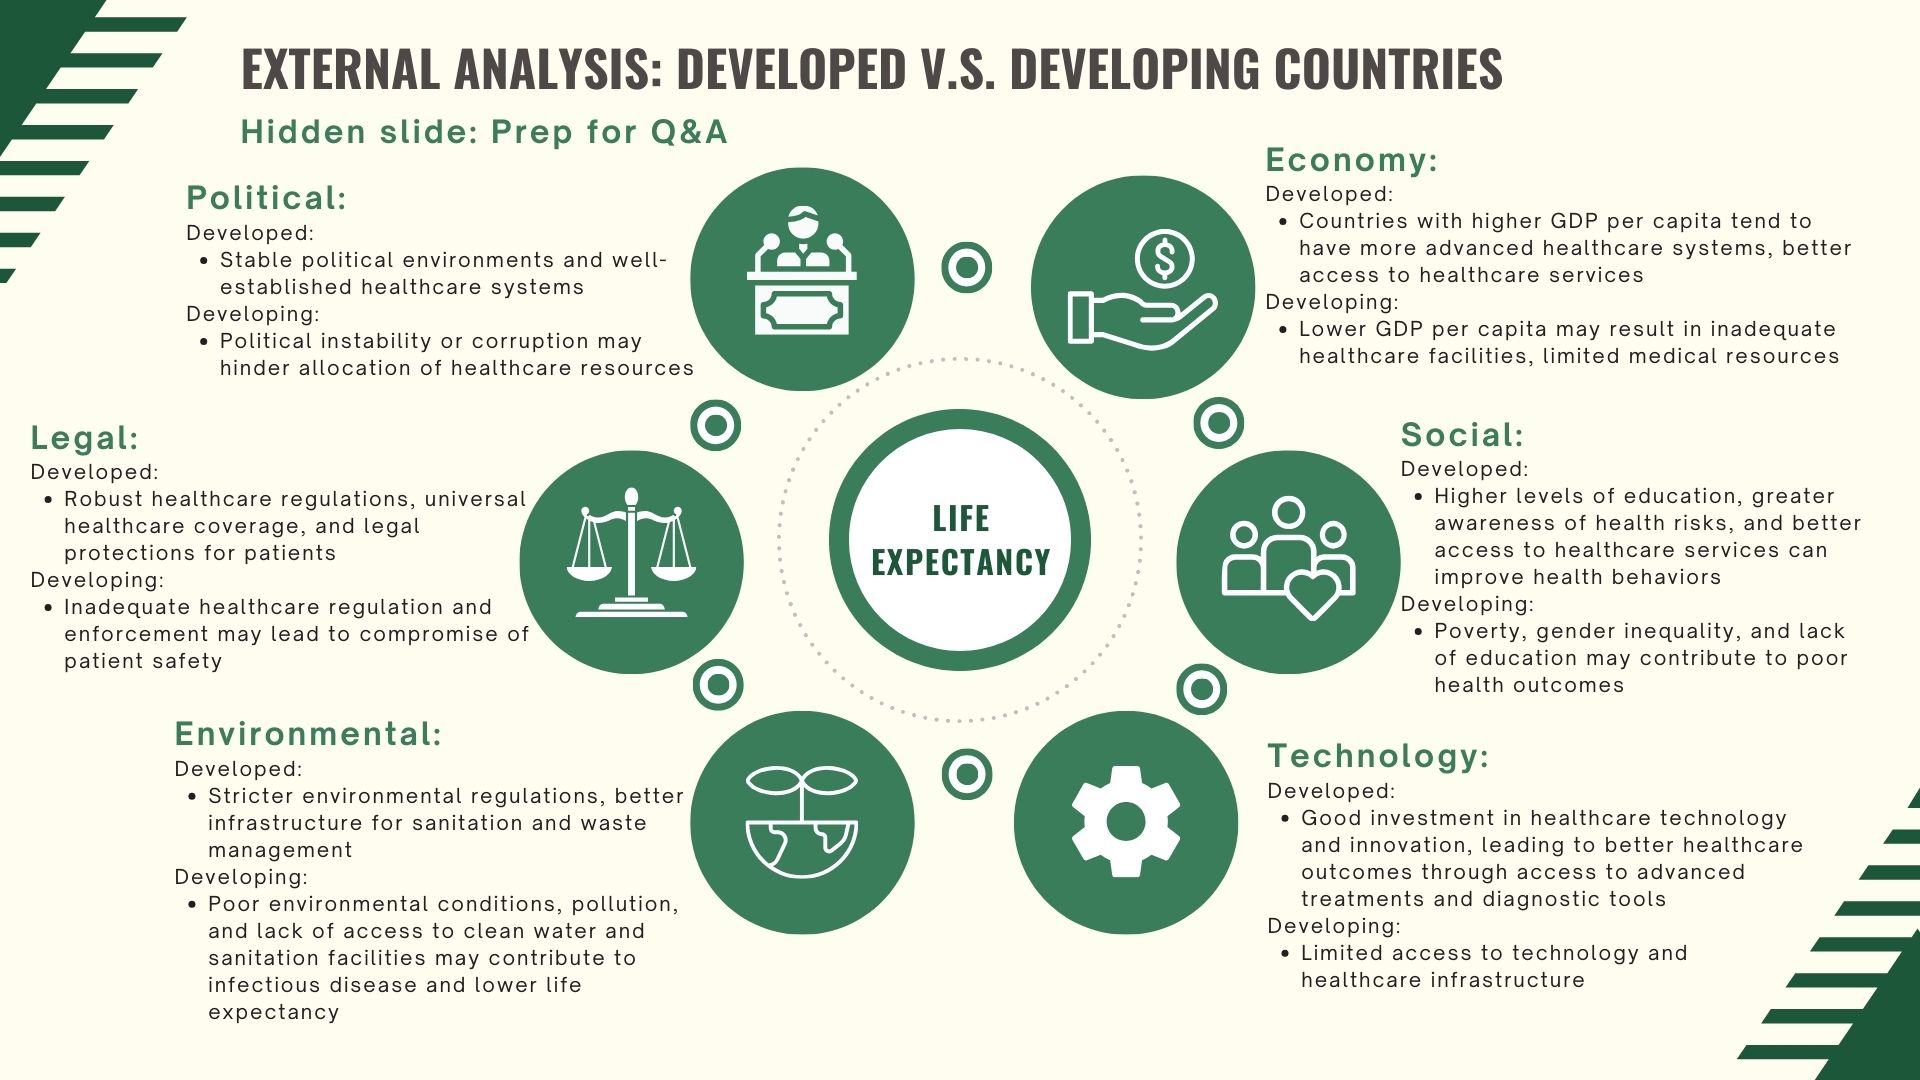 EXTERNAL ANALYSIS: DEVELOPED V.S. DEVELOPING COUNTRIES
Hidden slide: Prep for Q&A
Political:
Developed:
• Stable political environments and well-
established healthcare systems
Developing:
• Political instability or corruption may
hinder allocation of healthcare resources
Economy:
Developed:
• Countries with higher GDP per capita tend to
have more advanced healthcare systems, better
access to healthcare services
Developing:
• Lower GDP per capita may result in inadequate
healthcare facilities, limited medical resources
Legal:
Developed:
• Robust healthcare regulations, universal
healthcare coverage, and legal
protections for patients
Developing:
• Inadequate healthcare regulation and
enforcement may lead to compromise of
patient safety
LIFE
EXPECTANCY
Social:
Developed:
• Higher levels of education, greater
awareness of health risks, and better
access to healthcare services can
improve health behaviors
Developing:
• Poverty, gender inequality, and lack
of education may contribute to poor
health outcomes
Environmental:
Developed:
• Stricter environmental regulations, better
infrastructure for sanitation and waste
management
Developing:
• Poor environmental conditions, pollution,
and lack of access to clean water and
sanitation facilities may contribute to
infectious disease and lower life
expectancy
Technology:
Developed:
• Good investment in healthcare technology
and innovation, leading to better healthcare
outcomes through access to advanced
treatments and diagnostic tools
Developing:
• Limited access to technology and
healthcare infrastructure